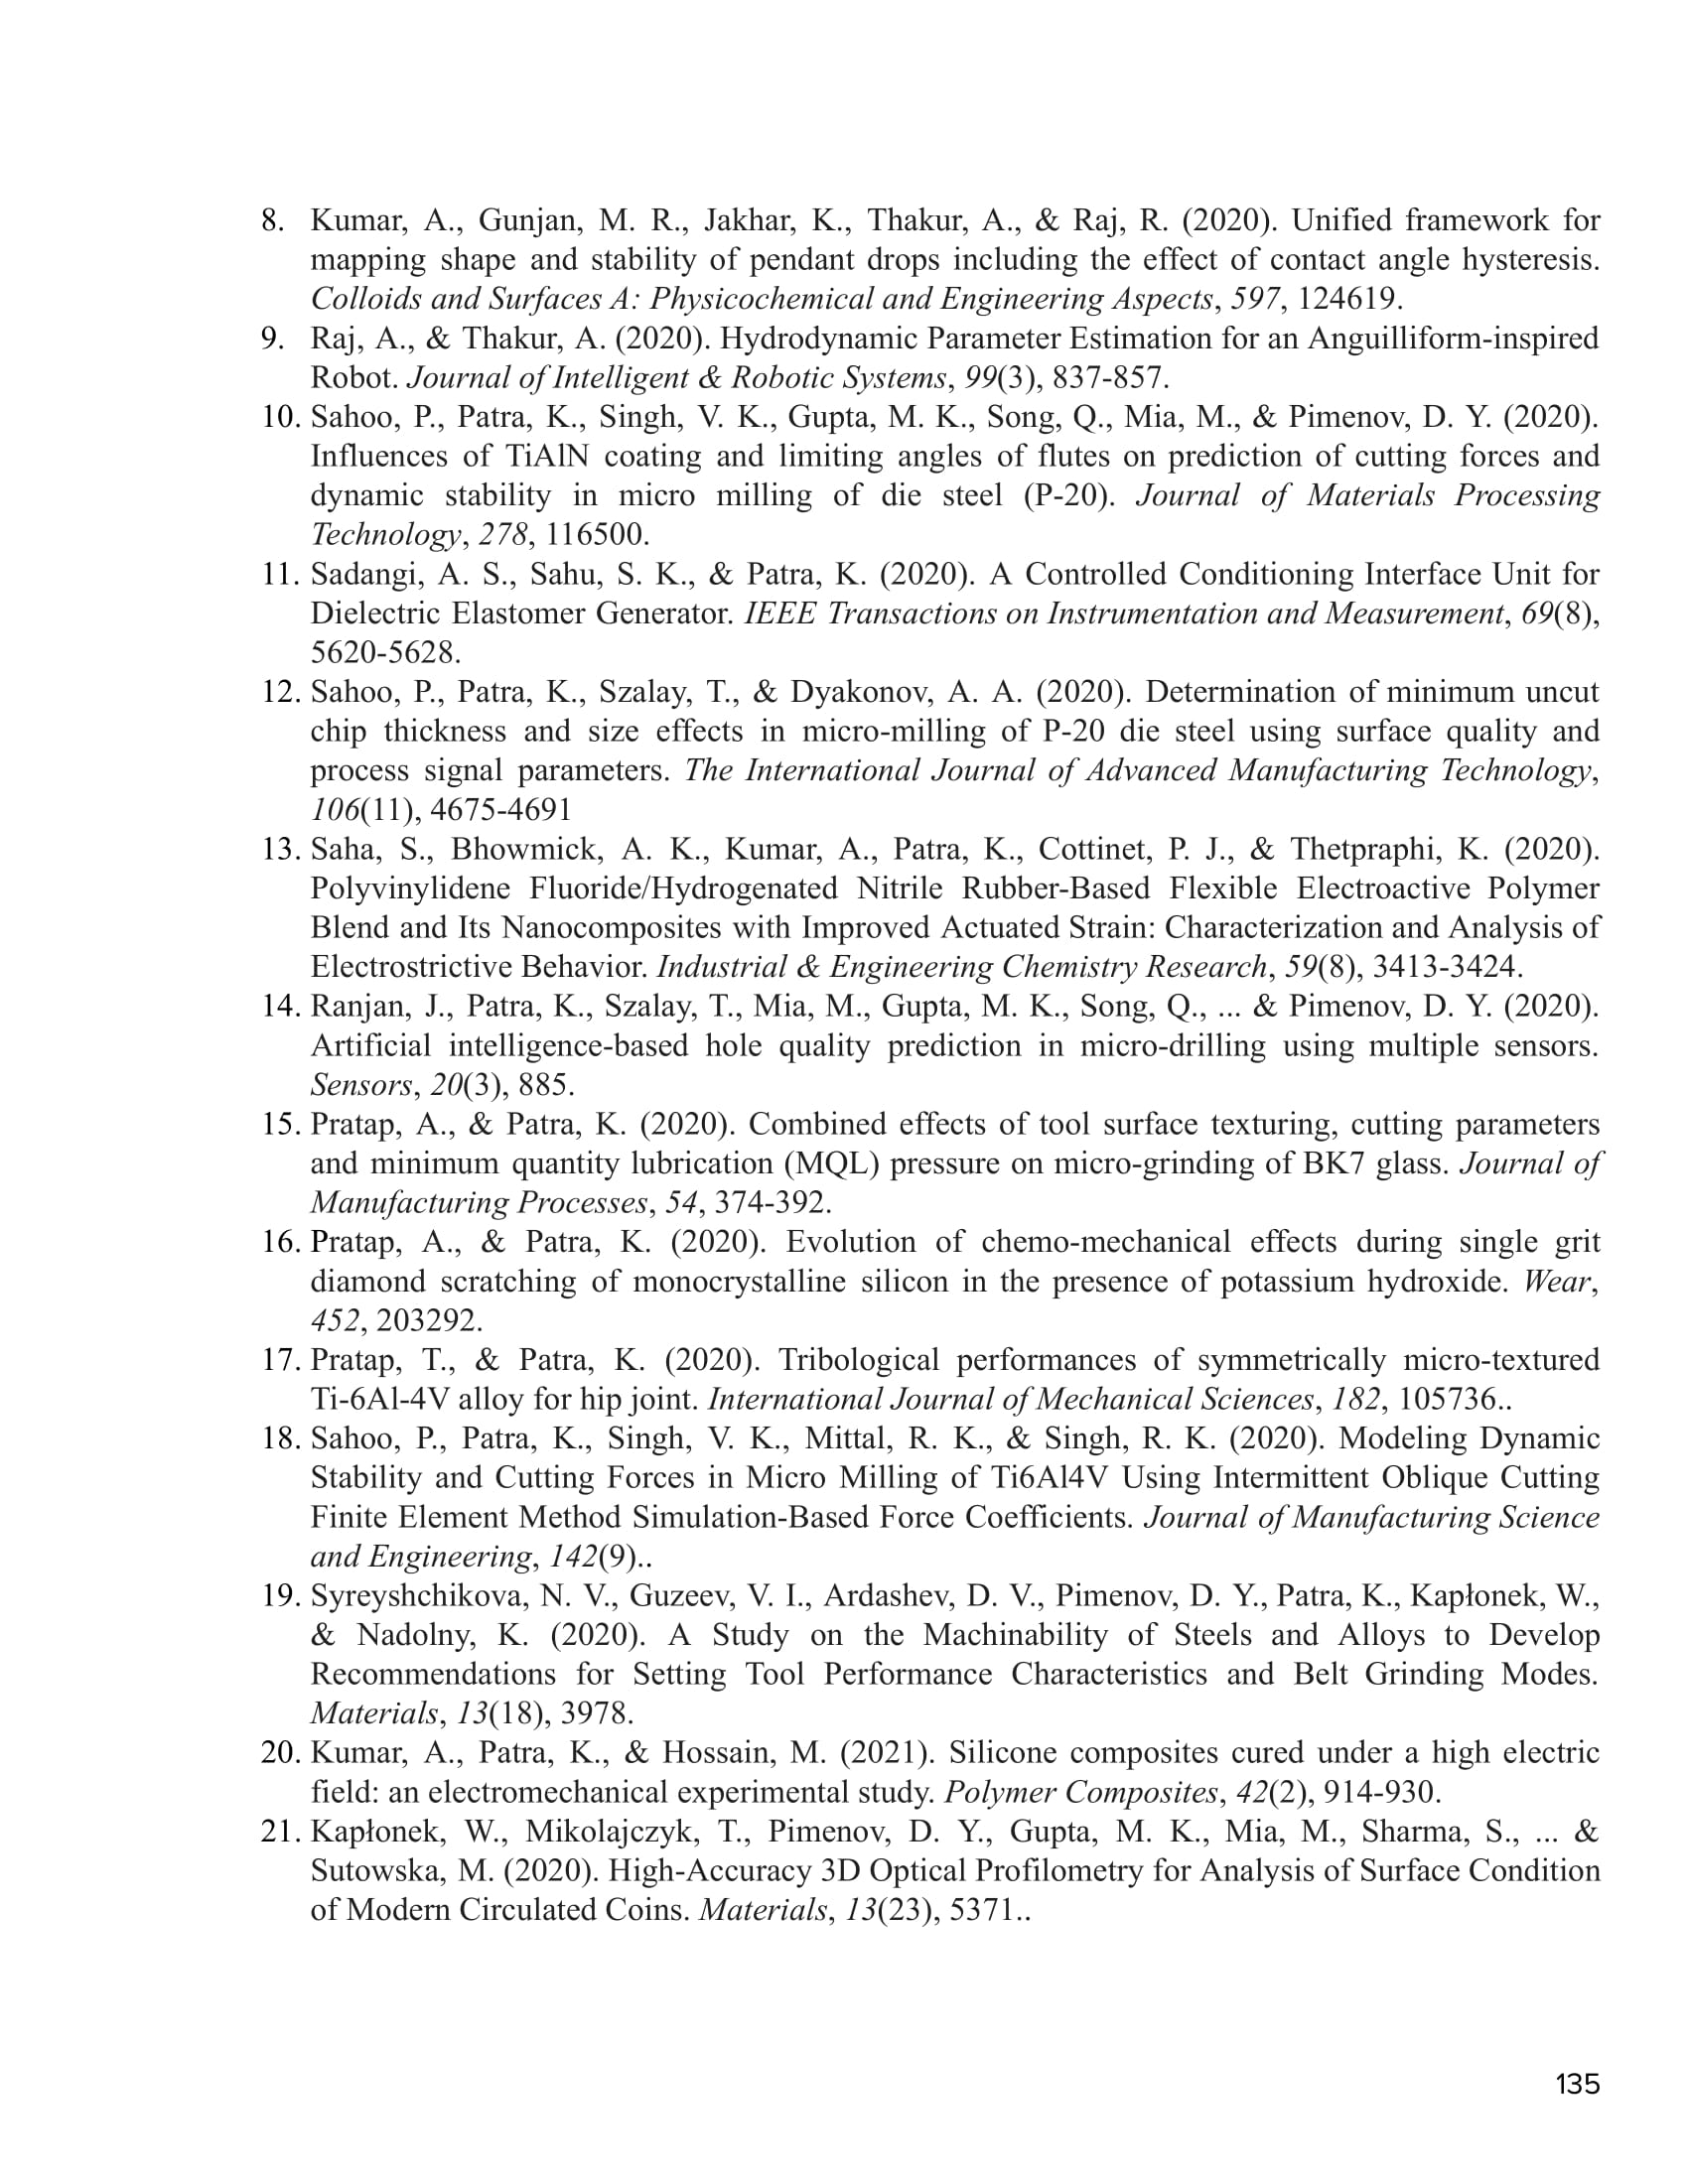 8. Kumar, A., Gunjan, M. R., Jakhar, K., Thakur, A., & Raj, R. (2020). Unified framework for
mapping shape and stability of pendant drops including the effect of contact angle hysteresis.
Colloids and Surfaces A: Physicochemical and Engineering Aspects, 597, 124619.
9. Raj, A., & Thakur, A. (2020). Hydrodynamic Parameter Estimation for an Anguilliform-inspired
Robot. Journal of Intelligent & Robotic Systems, 99(3), 837-857.
10. Sahoo, P., Patra, K., Singh, V. K., Gupta, M. K., Song, Q., Mia, M., & Pimenov, D. Y. (2020).
Influences of TiAlN coating and limiting angles of flutes on prediction of cutting forces and
dynamic stability in micro milling of die steel (P-20). Journal of Materials Processing
Technology, 278, 116500.
11. Sadangi, A. S., Sahu, S. K., & Patra, K. (2020). A Controlled Conditioning Interface Unit for
Dielectric Elastomer Generator. IEEE Transactions on Instrumentation and Measurement, 69(8),
5620-5628.
12. Sahoo, P., Patra, K., Szalay, T., & Dyakonov, A. A. (2020). Determination of minimum uncut
chip thickness and size effects in micro-milling of P-20 die steel using surface quality and
process signal parameters. The International Journal of Advanced Manufacturing Technology,
106(11), 4675-4691
13. Saha, S., Bhowmick, A. K., Kumar, A., Patra, K., Cottinet, P. J., & Thetpraphi, K. (2020).
Polyvinylidene Fluoride/Hydrogenated Nitrile Rubber-Based Flexible Electroactive Polymer
Blend and Its Nanocomposites with Improved Actuated Strain: Characterization and Analysis of
Electrostrictive Behavior. Industrial & Engineering Chemistry Research, 59(8), 3413-3424.
14. Ranjan, J., Patra, K., Szalay, T., Mia, M., Gupta, M. K., Song, Q., ... & Pimenov, D. Y. (2020).
Artificial intelligence-based hole quality prediction in micro-drilling using multiple sensors.
Sensors, 20(3), 885.
15. Pratap, A., & Patra, K. (2020). Combined effects of tool surface texturing, cutting parameters
and minimum quantity lubrication (MQL) pressure on micro-grinding of BK7 glass. Journal of
Manufacturing Processes, 54, 374-392.
16. Pratap, A., & Patra, K. (2020). Evolution of chemo-mechanical effects during single grit
diamond scratching of monocrystalline silicon in the presence of potassium hydroxide. Wear,
452, 203292.
17. Pratap, T., & Patra, K. (2020). Tribological performances of symmetrically micro-textured
Ti-6Al-4V alloy for hip joint. International Journal of Mechanical Sciences, 182, 105736..
18. Sahoo, P., Patra, K., Singh, V. K., Mittal, R. K., & Singh, R. K. (2020). Modeling Dynamic
Stability and Cutting Forces in Micro Milling of Ti6Al4V Using Intermittent Oblique Cutting
Finite Element Method Simulation-Based Force Coefficients. Journal of Manufacturing Science
and Engineering, 142(9)..
19. Syreyshchikova, N. V., Guzeev, V. I., Ardashev, D. V., Pimenov, D. Y., Patra, K., Kapłonek, W.,
& Nadolny, K. (2020). A Study on the Machinability of Steels and Alloys to Develop
Recommendations for Setting Tool Performance Characteristics and Belt Grinding Modes.
Materials, 13(18), 3978.
20. Kumar, A., Patra, K., & Hossain, M. (2021). Silicone composites cured under a high electric
field: an electromechanical experimental study. Polymer Composites, 42(2), 914-930.
21. Kapłonek, W., Mikolajczyk, T., Pimenov, D. Y., Gupta, M. K., Mia, M., Sharma, S., ... &
Sutowska, M. (2020). High-Accuracy 3D Optical Profilometry for Analysis of Surface Condition
of Modern Circulated Coins. Materials, 13(23), 5371..
135